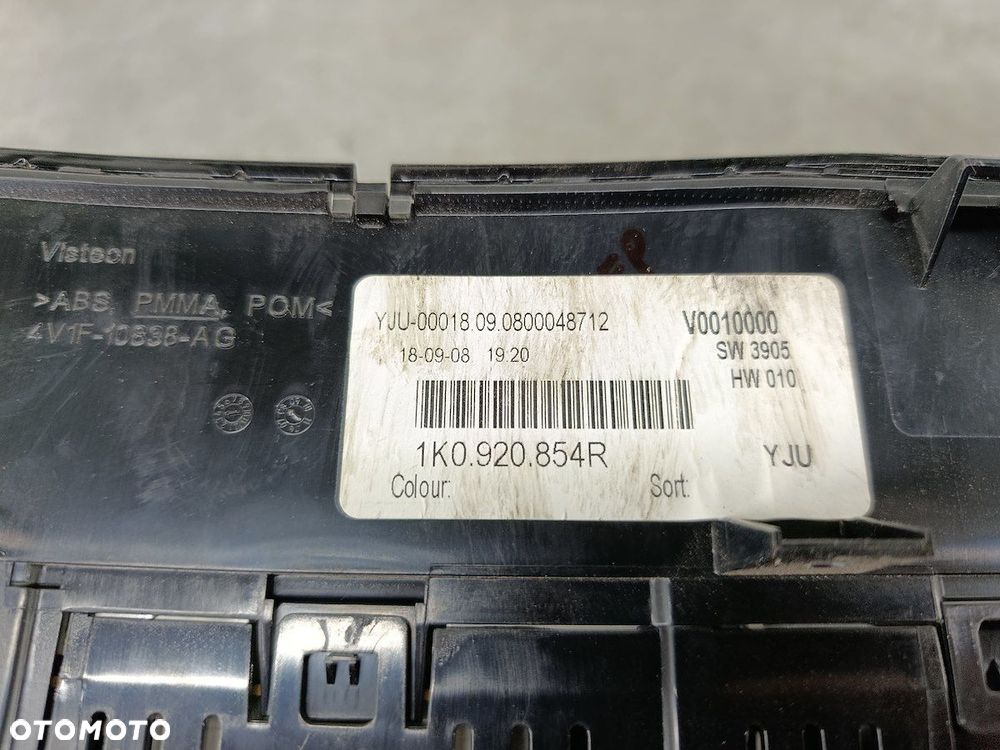 Visteon
>ABS, PMMA, POM<
4V1F-10838-AG
YJU-00018.09.0800048712
V0010000
18-09-08 19.20
SW 3905
HW 010
1K0.920.854R
YJU
Colour:
Sort:
OTOMOTO